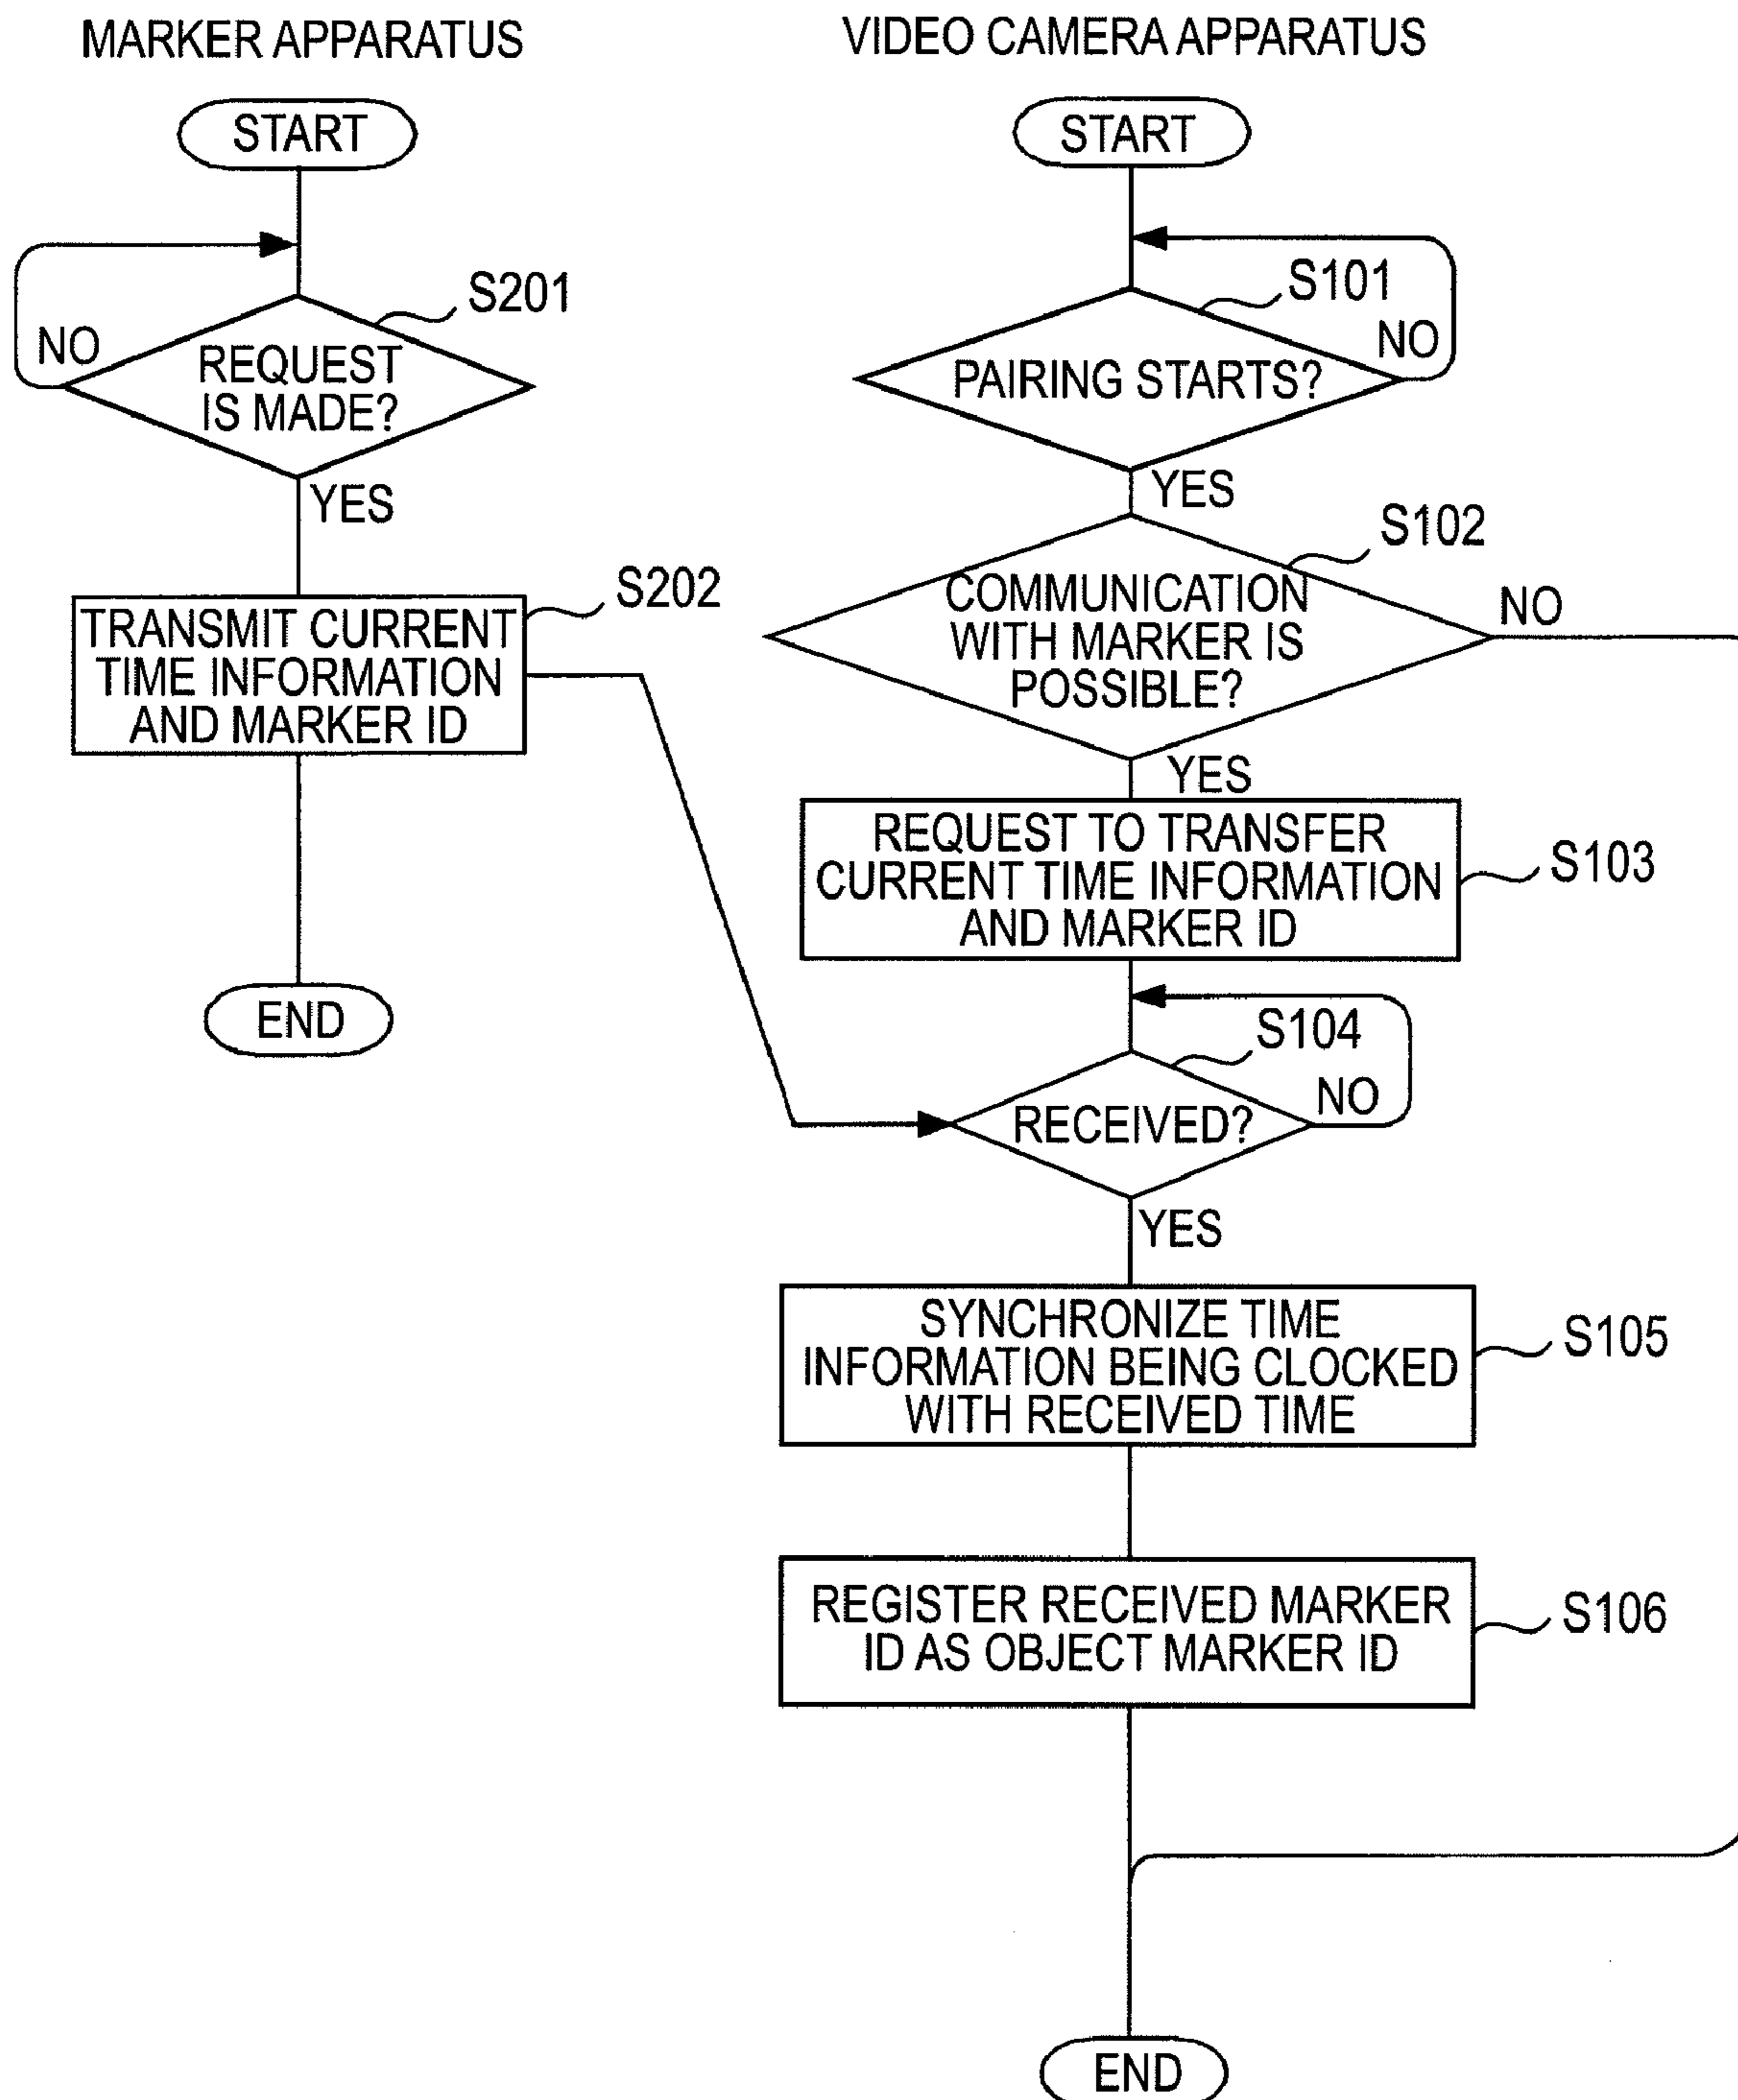 MARKER APPARATUS
START
S201
NO
REQUEST
IS MADE?
YES
S202
TRANSMIT CURRENT
TIME INFORMATION
AND MARKER ID
END
VIDEO CAMERA APPARATUS
START
S101
NO
PAIRING STARTS?
YES
S102
COMMUNICATION
WITH MARKER IS
POSSIBLE?
NO
YES
REQUEST TO TRANSFER
CURRENT TIME INFORMATION
AND MARKER ID
S103
S104
NO
RECEIVED?
YES
SYNCHRONIZE TIME
INFORMATION BEING CLOCKED
WITH RECEIVED TIME
S105
REGISTER RECEIVED MARKER
ID AS OBJECT MARKER ID
S106
END